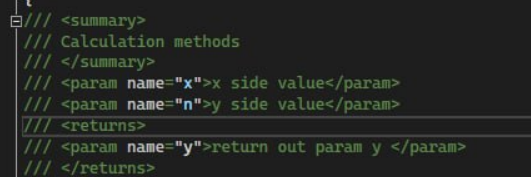 {
/// <summary>
/// Calculation methods
/// </summary>
/// <param name="x">x side value</param>
/// <param name="n">y side value</param>
/// <returns>
/// <param name="y">return out param y </param>
/// </returns>